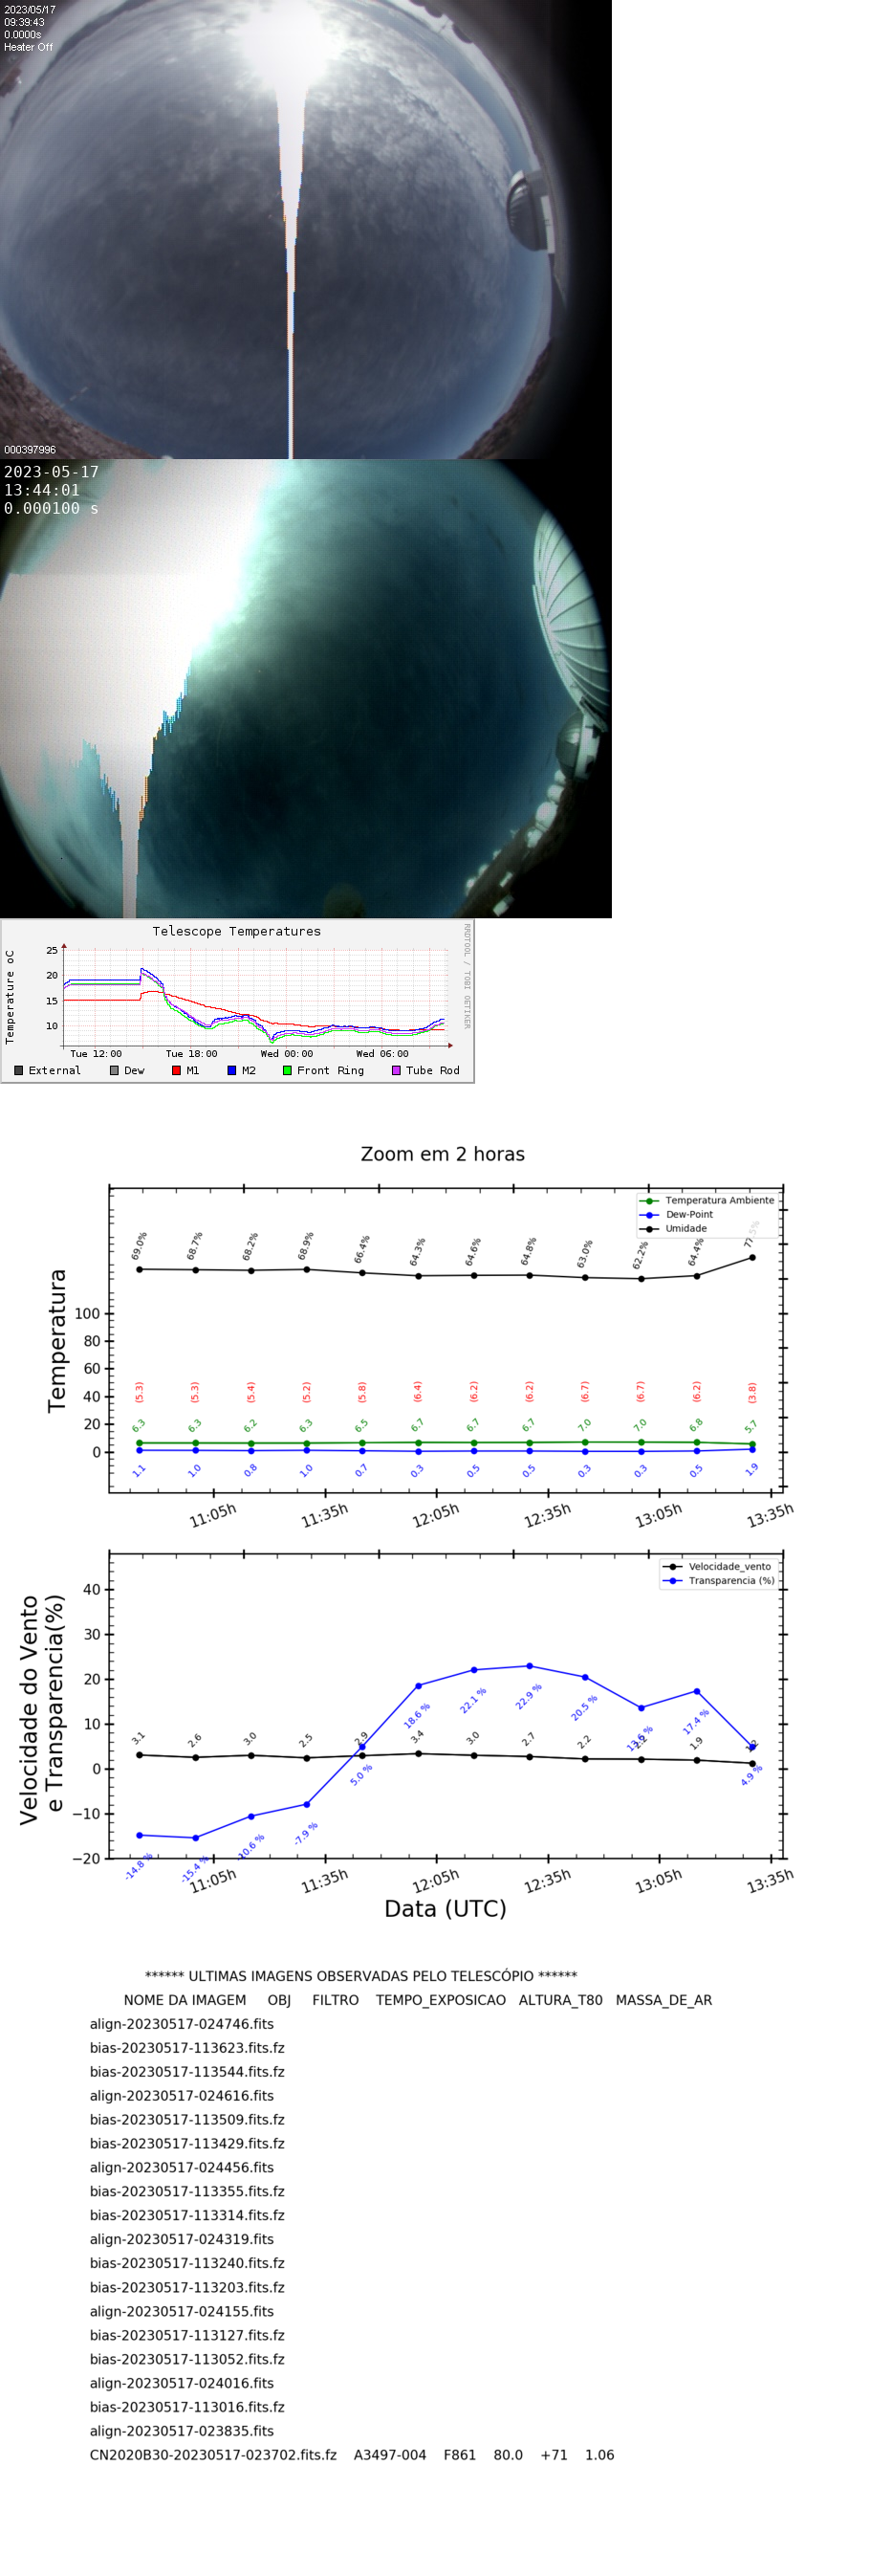 2023/05/17
09:39:43
0.0000s
Heater Off
000397996
2023-05-17
13:44:01
0.000100 s
Telescope Temperatures
RRDTOOL / TOBI OETIKER
Temperature oC
25
20
15
10
Tue 12:00 Tue 18:00 Wed 00:00 Wed 06:00
External Dew M1 M2 Front Ring Tube Rod
Zoom em 2 horas
Temperatura Ambiente
Dew-Point
Umidade
69.0% 68.7% 68.2% 68.9% 66.4% 64.3% 64.6% 64.8% 63.0% 62.2% 64.4%
Temperatura
100
80
60
40
20
0
(5.3) (5.3) (5.4) (5.2) (5.8) (6.4) (6.2) (6.2) (6.7) (6.7) (6.2) (3.8)
6.3 6.3 6.2 6.3 6.5 6.7 6.7 6.7 7.0 7.0 6.8 5.7
1.1 1.0 0.8 1.0 0.7 0.3 0.5 0.5 0.3 0.3 0.5 1.9
11:05h 11:35h 12:05h 12:35h 13:05h 13:35h
Velocidade_vento
Transparencia (%)
Velocidade do Vento
e Transparencia(%)
40
30
20
10
0
−10
−20
3.1 2.6 3.0 2.5 2.9 3.4 3.0 2.7 2.2 2.2 1.9
-14.8 % -15.4 % -10.6 % -7.9 % 5.0 % 18.6 % 22.1 % 22.9 % 20.5 % 13.6 % 17.4 % 4.9 %
11:05h 11:35h 12:05h 12:35h 13:05h 13:35h
Data (UTC)
****** ULTIMAS IMAGENS OBSERVADAS PELO TELESCÓPIO ******
NOME DA IMAGEM OBJ FILTRO TEMPO_EXPOSICAO ALTURA_T80 MASSA_DE_AR
align-20230517-024746.fits
bias-20230517-113623.fits.fz
bias-20230517-113544.fits.fz
align-20230517-024616.fits
bias-20230517-113509.fits.fz
bias-20230517-113429.fits.fz
align-20230517-024456.fits
bias-20230517-113355.fits.fz
bias-20230517-113314.fits.fz
align-20230517-024319.fits
bias-20230517-113240.fits.fz
bias-20230517-113203.fits.fz
align-20230517-024155.fits
bias-20230517-113127.fits.fz
bias-20230517-113052.fits.fz
align-20230517-024016.fits
bias-20230517-113016.fits.fz
align-20230517-023835.fits
CN2020B30-20230517-023702.fits.fz A3497-004 F861 80.0 +71 1.06